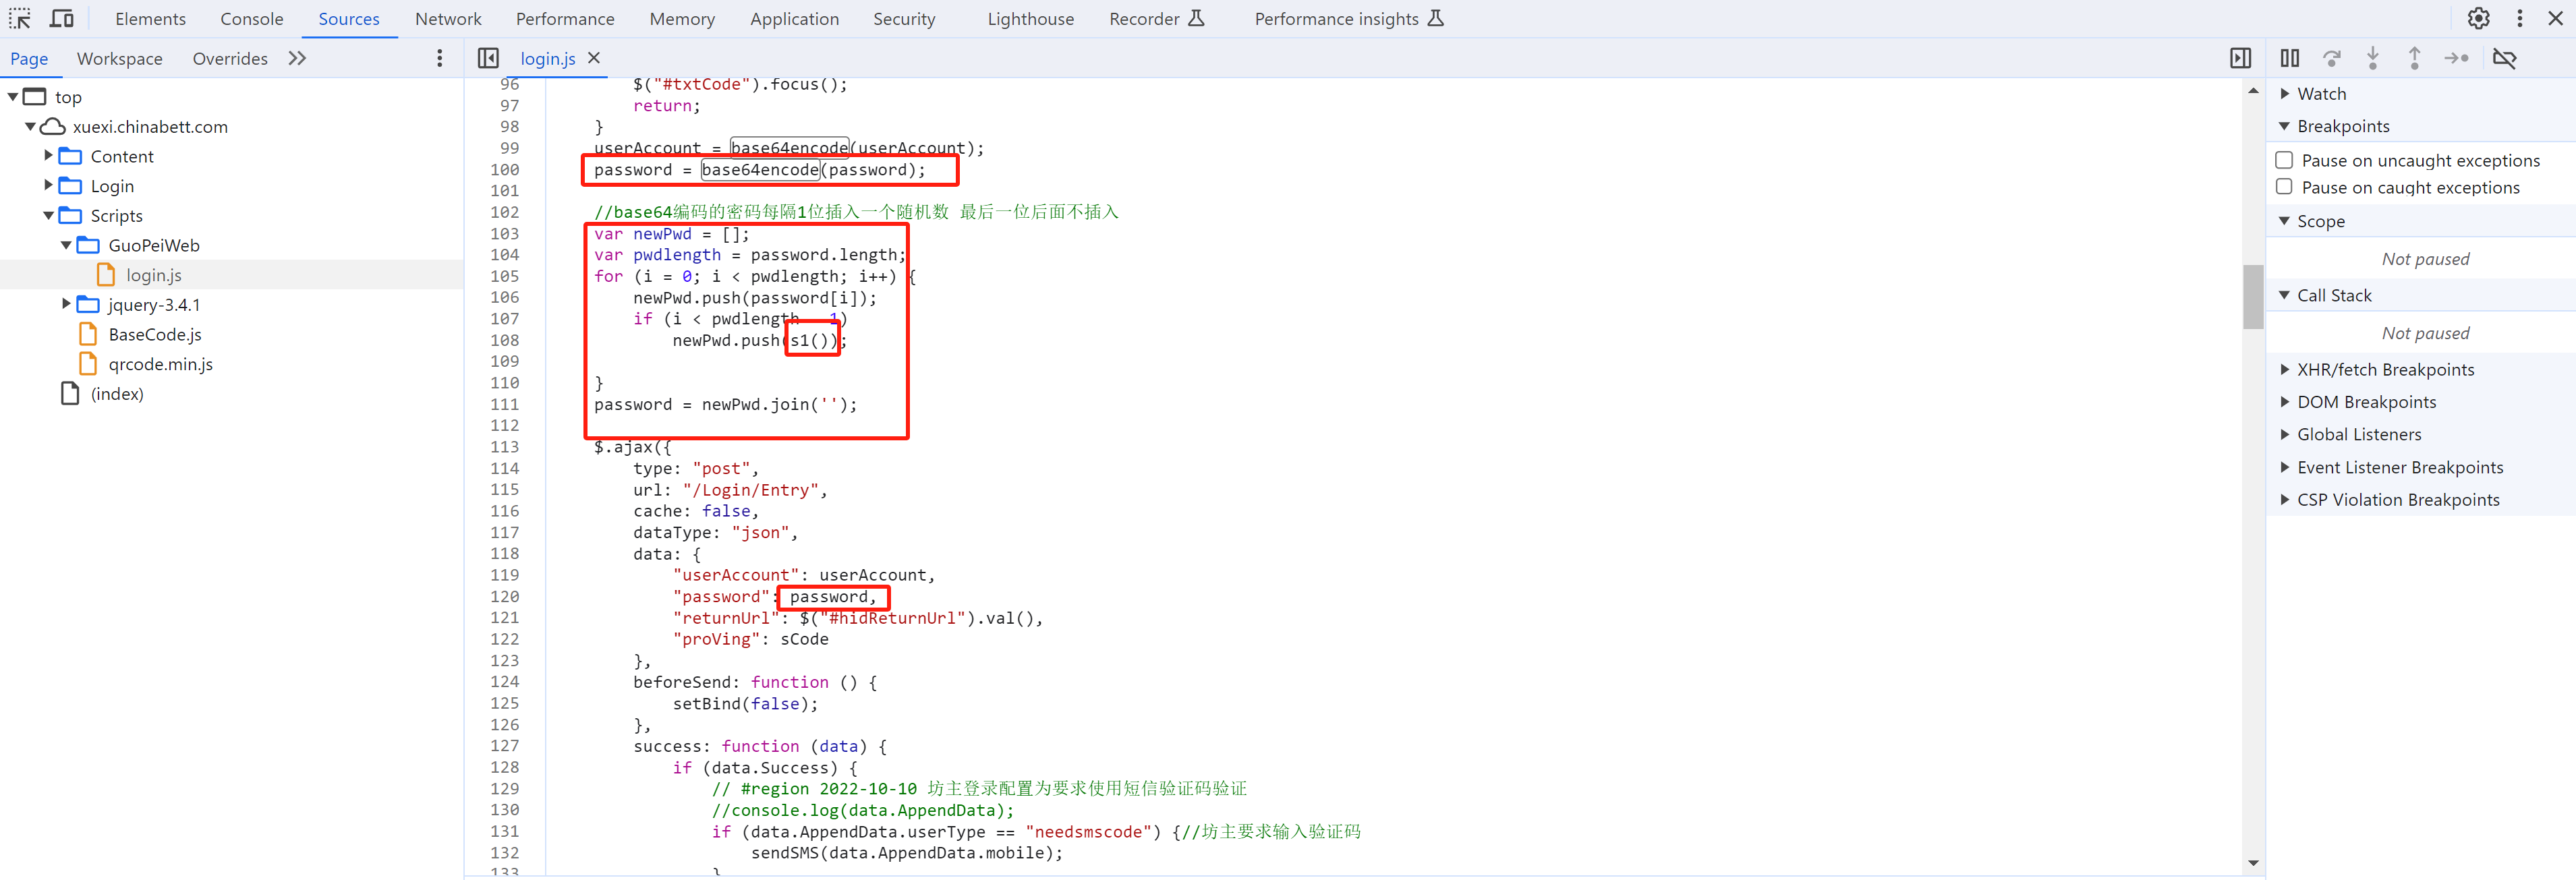 Elements Console Sources Network Performance Memory Application Security Lighthouse Recorder Performance insights
Page Workspace Overrides
top
xuexi.chinabett.com
Content
Login
Scripts
GuoPeiWeb
login.js
jquery-3.4.1
BaseCode.js
qrcode.min.js
(index)
login.js
96 $("#txtCode").focus();
97 return;
98 }
99 userAccount = base64encode(userAccount);
100 password = base64encode(password);
101
102 //base64编码的密码每隔1位插入一个随机数 最后一位后面不插入
103 var newPwd = [];
104 var pwdlength = password.length;
105 for (i = 0; i < pwdlength; i++) {
106 newPwd.push(password[i]);
107 if (i < pwdlength - 1)
108 newPwd.push(s1());
109
110 }
111 password = newPwd.join('');
112
113 $.ajax({
114 type: "post",
115 url: "/Login/Entry",
116 cache: false,
117 dataType: "json",
118 data: {
119 "userAccount": userAccount,
120 "password": password,
121 "returnUrl": $("#hidReturnUrl").val(),
122 "proVing": sCode
123 },
124 beforeSend: function () {
125 setBind(false);
126 },
127 success: function (data) {
128 if (data.Success) {
129 // #region 2022-10-10 坊主登录配置为要求使用短信验证码验证
130 //console.log(data.AppendData);
131 if (data.AppendData.userType == "needsmscode") {//坊主要求输入验证码
132 sendSMS(data.AppendData.mobile);
133 }
Watch
Breakpoints
Pause on uncaught exceptions
Pause on caught exceptions
Scope
Not paused
Call Stack
Not paused
XHR/fetch Breakpoints
DOM Breakpoints
Global Listeners
Event Listener Breakpoints
CSP Violation Breakpoints